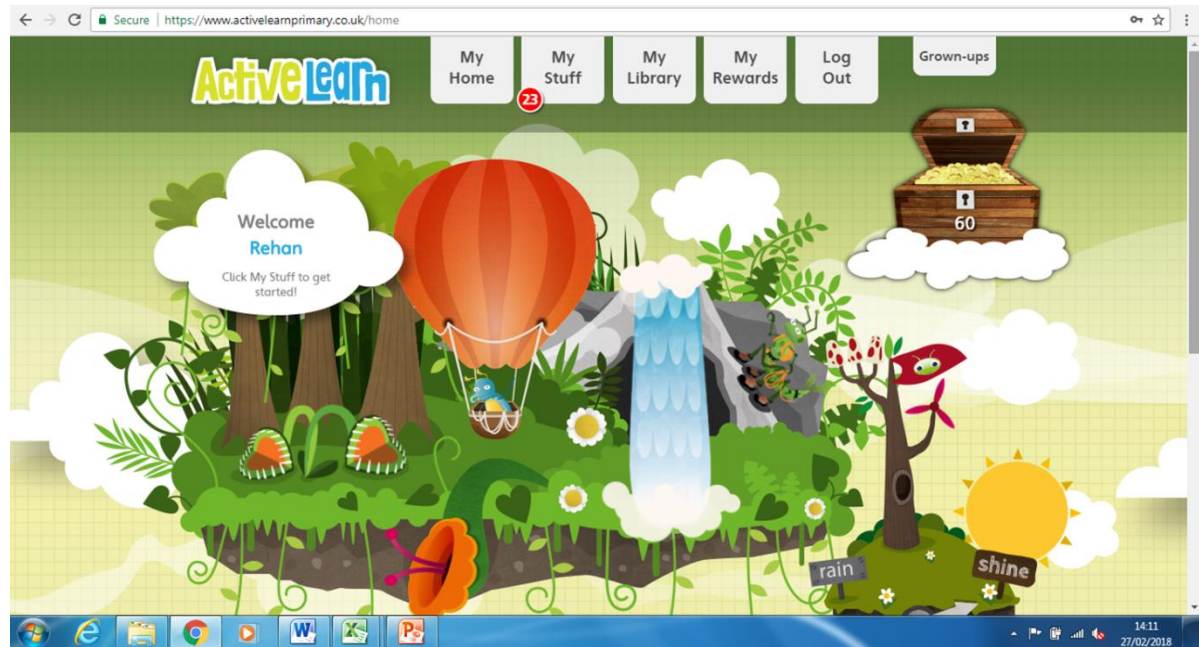 Secure | https://www.activelearnprimary.co.uk/home
ActiveLearn
My Home
My Stuff
23
My Library
My Rewards
Log Out
Grown-ups
60
Welcome
Rehan
Click My Stuff to get
started!
rain
shine
14:11
27/02/2018